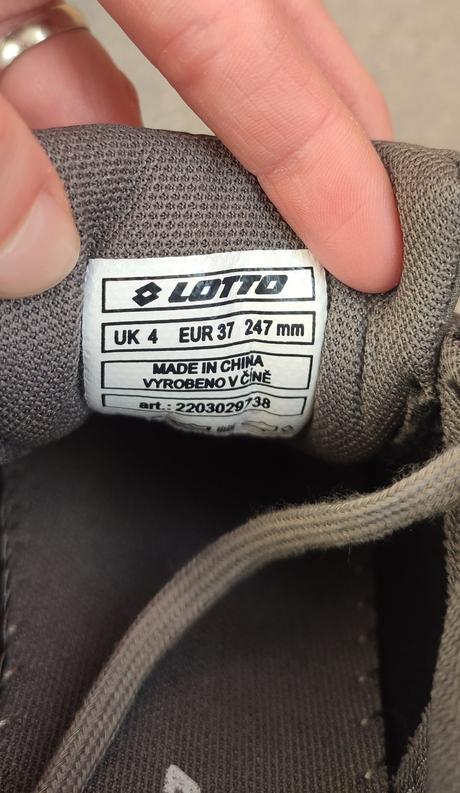 LOTTO
UK 4 EUR 37 247 mm
MADE IN CHINA
VYROBENO V ČÍNĚ
art.: 2203029738